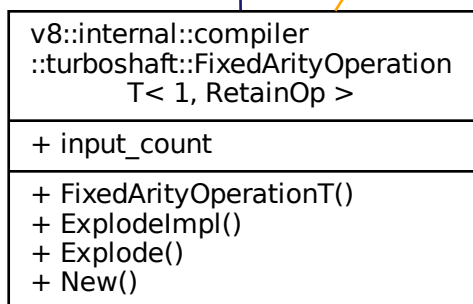 v8::internal::compiler
::turboshaft::FixedArityOperation
T< 1, RetainOp >
+ input_count
+ FixedArityOperationT()
+ ExplodeImpl()
+ Explode()
+ New()